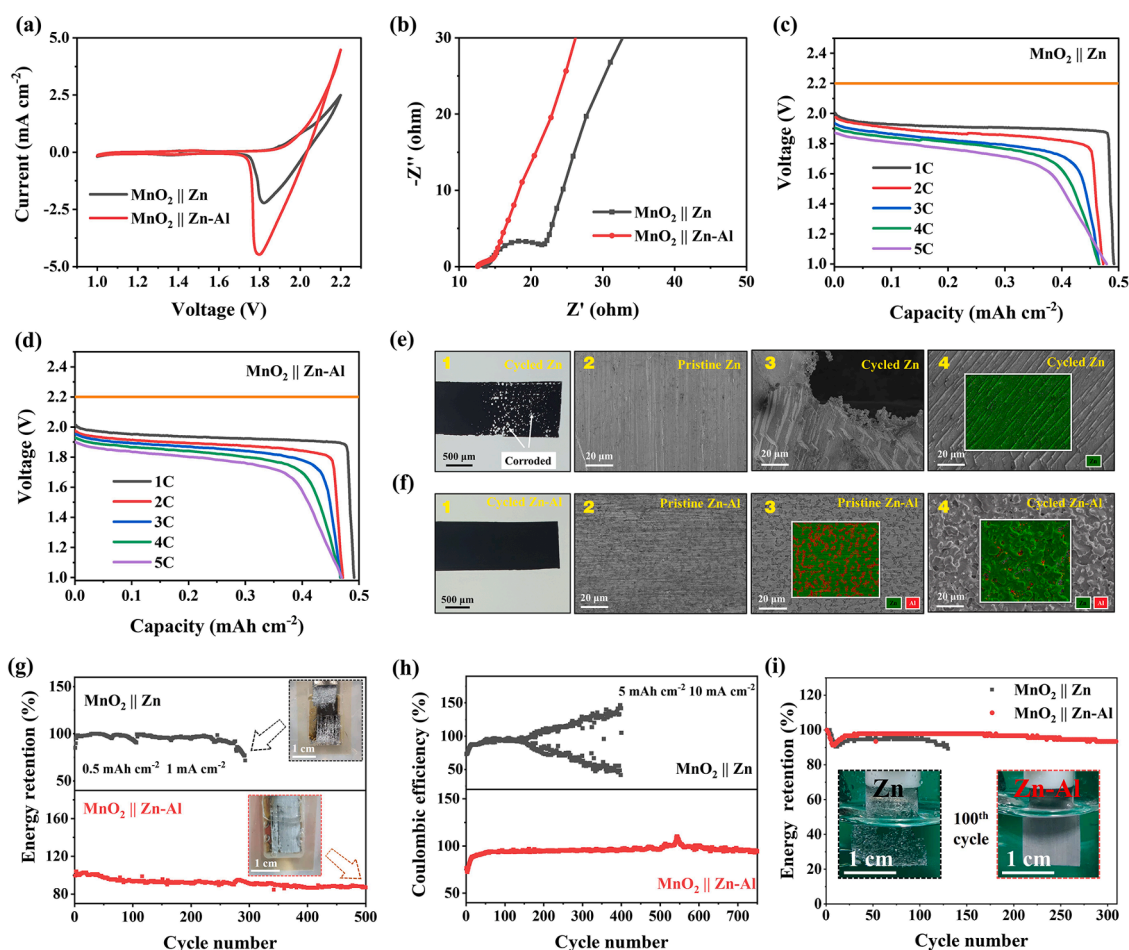 (a)
Current (mA cm⁻²)
5.0
2.5
0.0
-2.5
-5.0
MnO₂ || Zn
MnO₂ || Zn-Al
1.0 1.2 1.4 1.6 1.8 2.0 2.2
Voltage (V)
(b)
-Z'' (ohm)
30
20
10
0
MnO₂ || Zn
MnO₂ || Zn-Al
10 20 30 40 50
Z' (ohm)
(c)
MnO₂ || Zn
Voltage (V)
2.4
2.2
2.0
1.8
1.6
1.4
1.2
1.0
1C
2C
3C
4C
5C
0.0 0.1 0.2 0.3 0.4 0.5
Capacity (mAh cm⁻²)
(d)
MnO₂ || Zn-Al
Voltage (V)
2.4
2.2
2.0
1.8
1.6
1.4
1.2
1.0
1C
2C
3C
4C
5C
0.0 0.1 0.2 0.3 0.4 0.5
Capacity (mAh cm⁻²)
(e)
1 Cycled Zn
Corroded
500 μm
2 Pristine Zn
20 μm
3 Cycled Zn
20 μm
4 Cycled Zn
20 μm
Zn
(f)
1 Cycled Zn-Al
500 μm
2 Pristine Zn-Al
20 μm
3 Pristine Zn-Al
20 μm
Zn Al
4 Cycled Zn-Al
20 μm
Zn Al
(g)
Energy retention (%)
150
125
100
75
MnO₂ || Zn
1 cm
0.5 mAh cm⁻² 1 mA cm⁻²
160
140
120
100
80
MnO₂ || Zn-Al
1 cm
0 100 200 300 400 500
Cycle number
(h)
Coulombic efficiency (%)
150
100
50
5 mAh cm⁻² 10 mA cm⁻²
MnO₂ || Zn
150
100
50
MnO₂ || Zn-Al
0 100 200 300 400 500 600 700
Cycle number
(i)
Energy retention (%)
120
100
80
60
40
20
0
MnO₂ || Zn
MnO₂ || Zn-Al
Zn
1 cm
100ᵗʰ
cycle
Zn-Al
1 cm
0 50 100 150 200 250 300
Cycle number